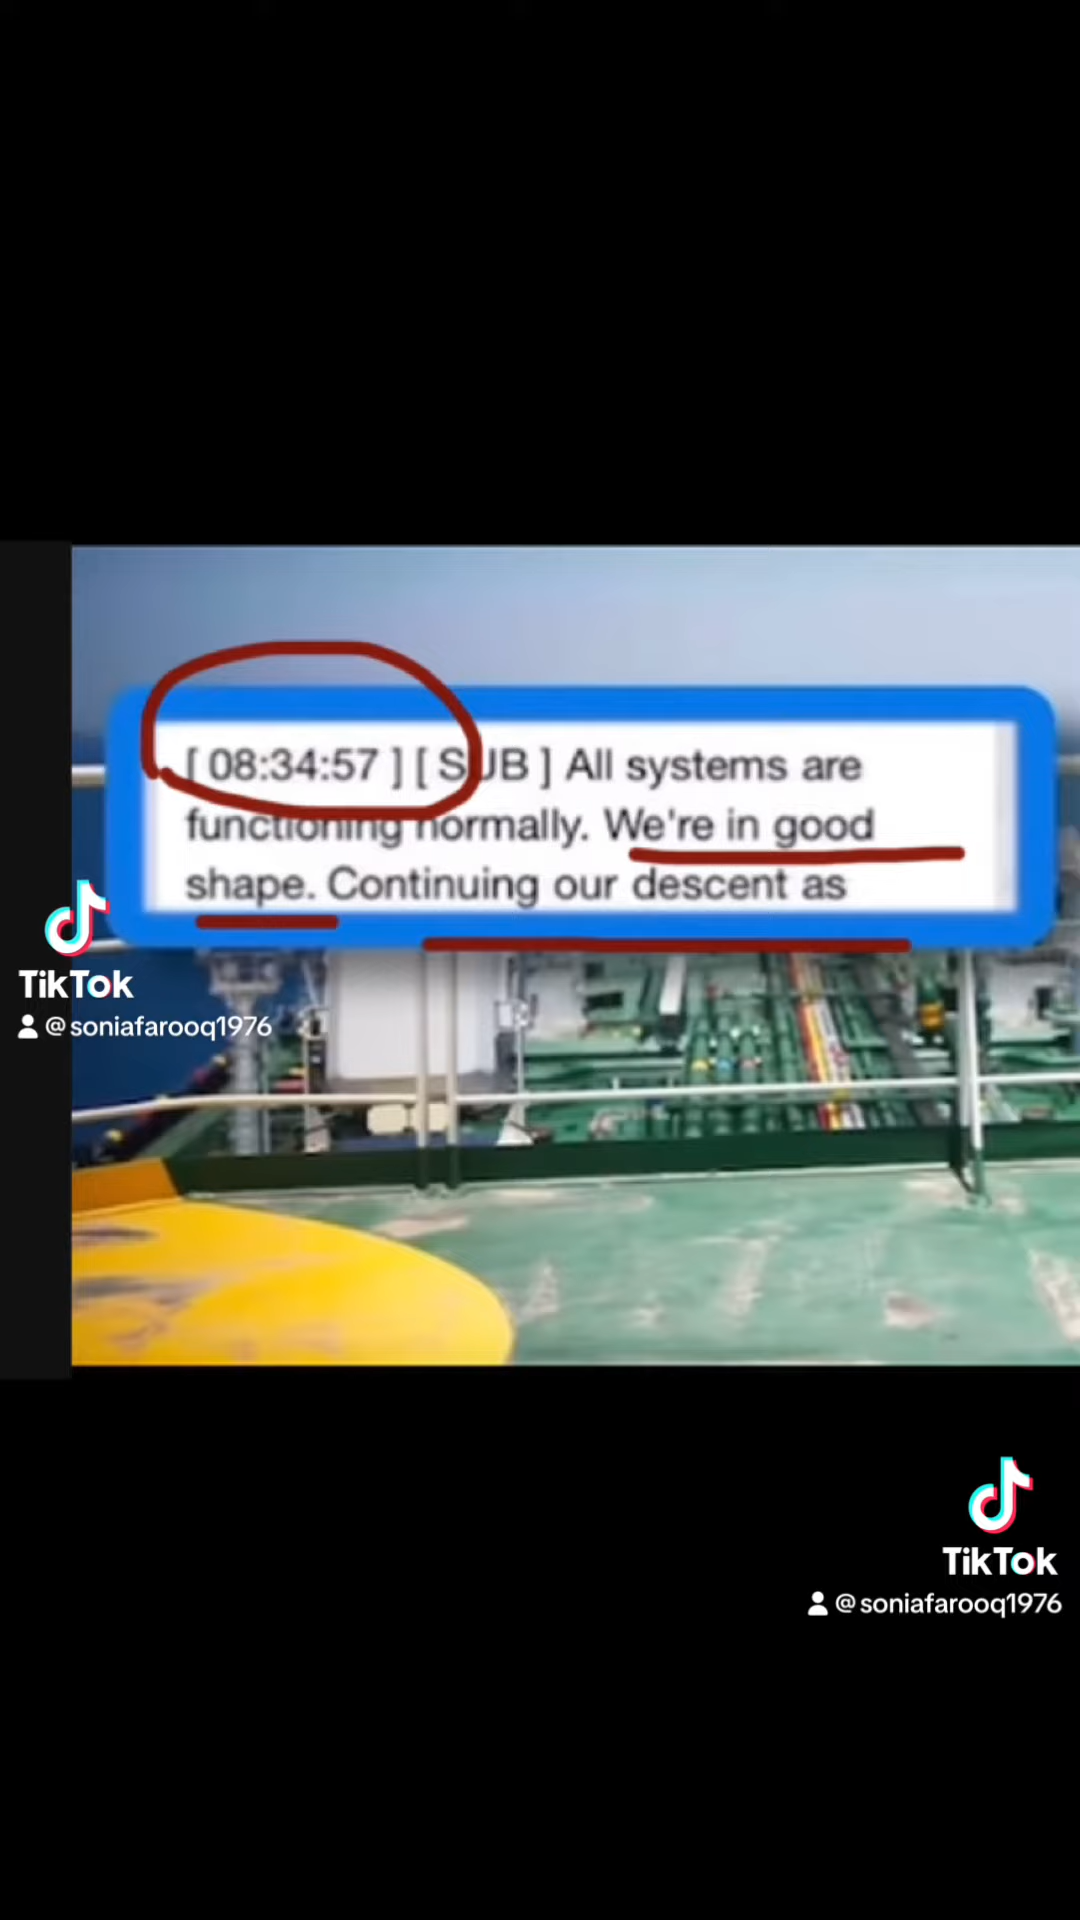 [ 08:34:57 ] [ SUB ] All systems are
functioning normally. We're in good
shape. Continuing our descent as
TikTok
@soniafarooq1976
TikTok
@soniafarooq1976